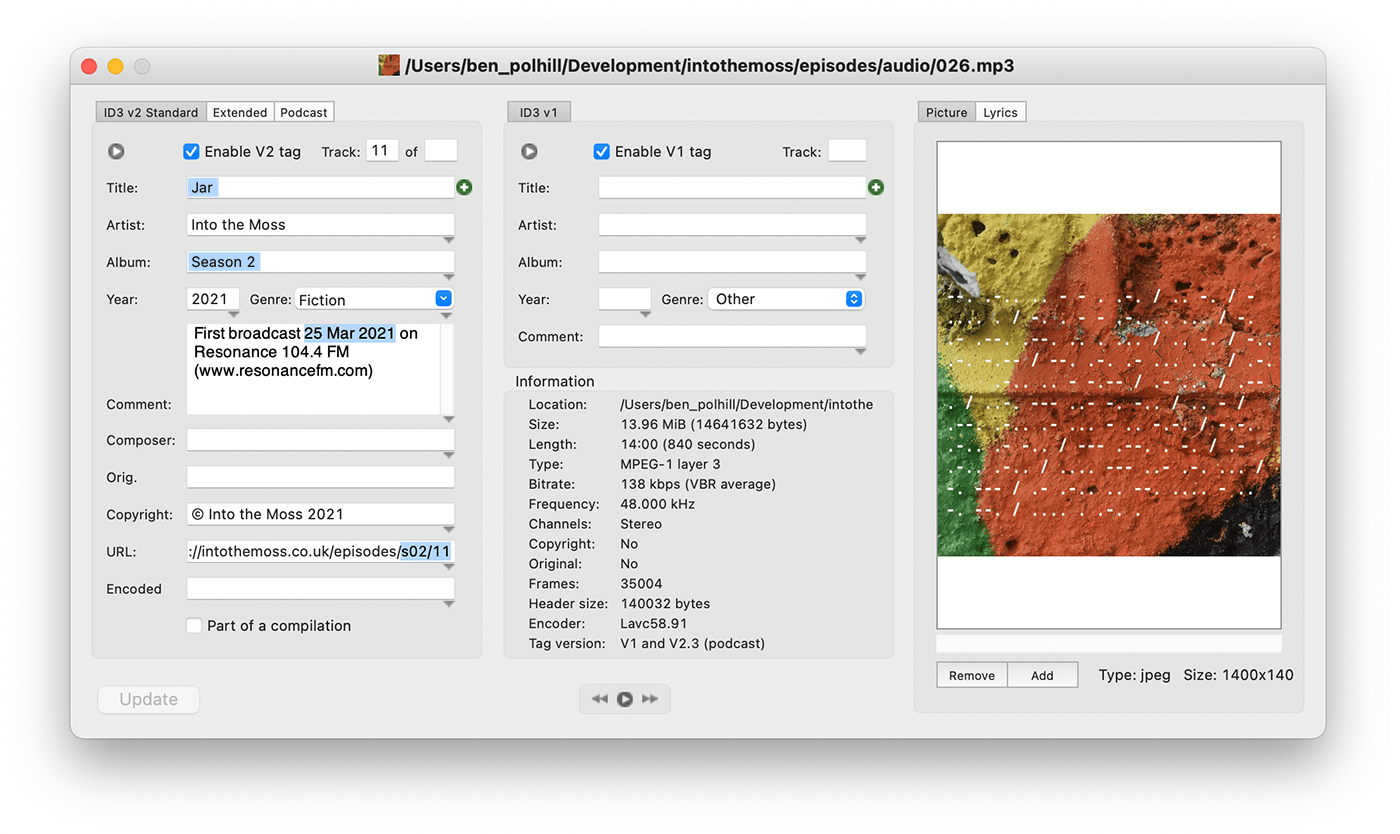 /Users/ben_polhill/Development/intothemoss/episodes/audio/026.mp3
ID3 v2 Standard Extended Podcast
Enable V2 tag Track: 11 of
Title: Jar
Artist: Into the Moss
Album: Season 2
Year: 2021 Genre: Fiction
First broadcast 25 Mar 2021 on
Resonance 104.4 FM
(www.resonancefm.com)
Comment:
Composer:
Orig.
Copyright: © Into the Moss 2021
URL: ://intothemoss.co.uk/episodes/s02/11
Encoded
Part of a compilation
Update
ID3 v1
Enable V1 tag Track:
Title:
Artist:
Album:
Year: Genre: Other
Comment:
Information
Location: /Users/ben_polhill/Development/intothe
Size: 13.96 MiB (14641632 bytes)
Length: 14:00 (840 seconds)
Type: MPEG-1 layer 3
Bitrate: 138 kbps (VBR average)
Frequency: 48.000 kHz
Channels: Stereo
Copyright: No
Original: No
Frames: 35004
Header size: 140032 bytes
Encoder: Lavc58.91
Tag version: V1 and V2.3 (podcast)
Picture Lyrics
Remove Add Type: jpeg Size: 1400x140